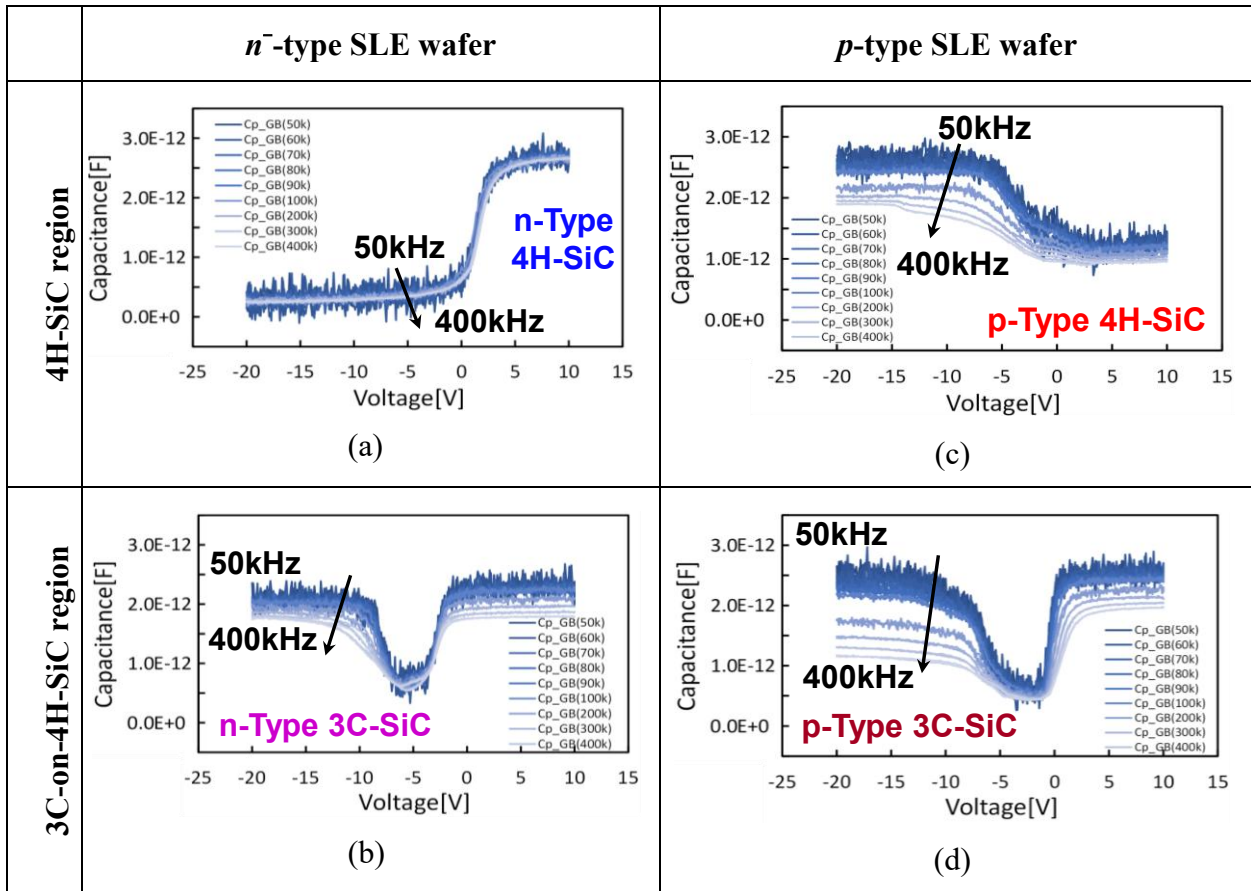 n⁻-type SLE wafer
p-type SLE wafer
4H-SiC region
Capacitance[F]
3.0E-12
2.0E-12
1.0E-12
0.0E+0
Cp_GB(50k)
Cp_GB(60k)
Cp_GB(70k)
Cp_GB(80k)
Cp_GB(90k)
Cp_GB(100k)
Cp_GB(200k)
Cp_GB(300k)
Cp_GB(400k)
50kHz
400kHz
n-Type
4H-SiC
-25 -20 -15 -10 -5 0 5 10 15
Voltage[V]
(a)
Capacitance[F]
3.0E-12
2.0E-12
1.0E-12
0.0E+0
50kHz
400kHz
Cp_GB(50k)
Cp_GB(60k)
Cp_GB(70k)
Cp_GB(80k)
Cp_GB(90k)
Cp_GB(100k)
Cp_GB(200k)
Cp_GB(300k)
Cp_GB(400k)
p-Type 4H-SiC
-25 -20 -15 -10 -5 0 5 10 15
Voltage[V]
(c)
3C-on-4H-SiC region
Capacitance[F]
3.0E-12
2.0E-12
1.0E-12
0.0E+0
50kHz
400kHz
n-Type 3C-SiC
Cp_GB(50k)
Cp_GB(60k)
Cp_GB(70k)
Cp_GB(80k)
Cp_GB(90k)
Cp_GB(100k)
Cp_GB(200k)
Cp_GB(300k)
Cp_GB(400k)
-25 -20 -15 -10 -5 0 5 10 15
Voltage[V]
(b)
Capacitance[F]
3.0E-12
2.0E-12
1.0E-12
0.0E+0
50kHz
400kHz
p-Type 3C-SiC
Cp_GB(50k)
Cp_GB(60k)
Cp_GB(70k)
Cp_GB(80k)
Cp_GB(90k)
Cp_GB(100k)
Cp_GB(200k)
Cp_GB(300k)
Cp_GB(400k)
-25 -20 -15 -10 -5 0 5 10 15
Voltage[V]
(d)